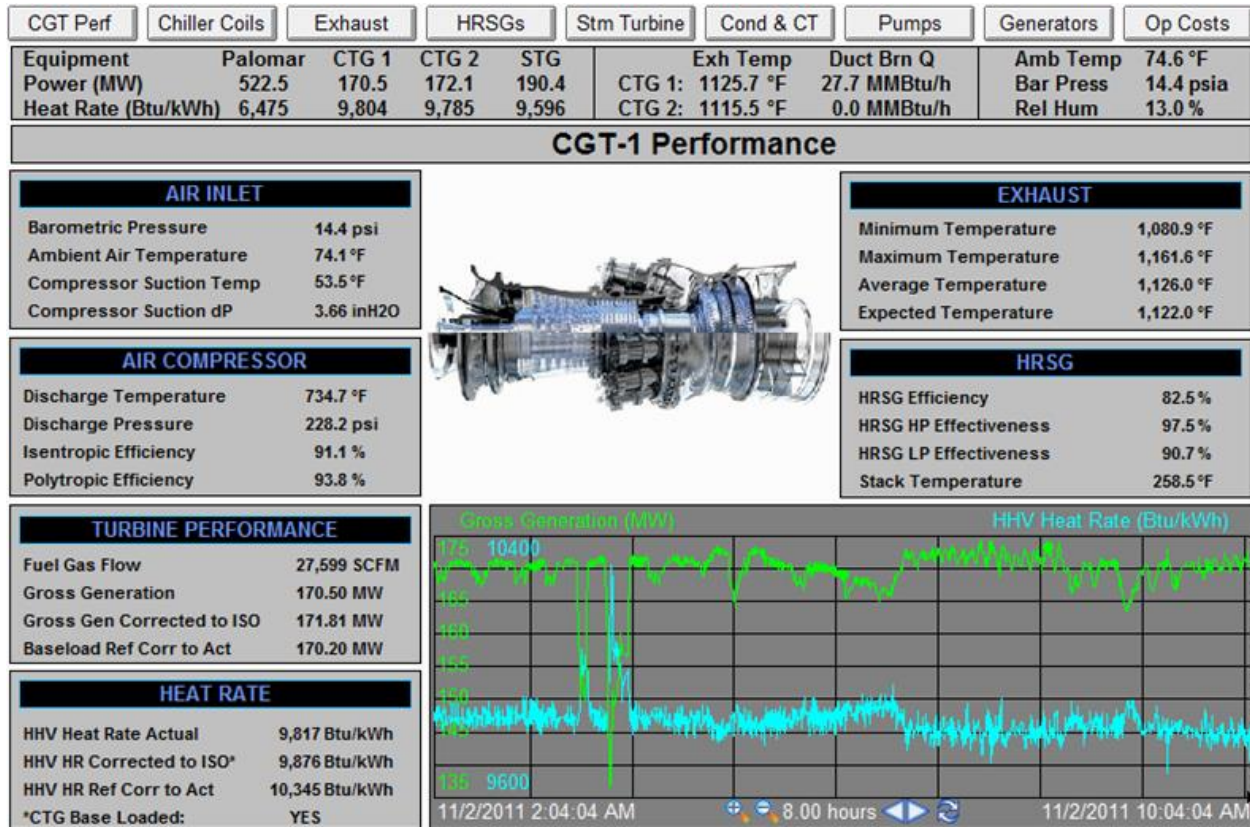 CGT Perf Chiller Coils Exhaust HRSGs Stm Turbine Cond & CT Pumps Generators Op Costs
Equipment Palomar CTG 1 CTG 2 STG Exh Temp Duct Brn Q Amb Temp 74.6 °F
Power (MW) 522.5 170.5 172.1 190.4 CTG 1: 1125.7 °F 27.7 MMBtu/h Bar Press 14.4 psia
Heat Rate (Btu/kWh) 6,475 9,804 9,785 9,596 CTG 2: 1115.5 °F 0.0 MMBtu/h Rel Hum 13.0 %
CGT-1 Performance
AIR INLET
Barometric Pressure 14.4 psi
Ambient Air Temperature 74.1 °F
Compressor Suction Temp 53.5 °F
Compressor Suction dP 3.66 inH2O
AIR COMPRESSOR
Discharge Temperature 734.7 °F
Discharge Pressure 228.2 psi
Isentropic Efficiency 91.1 %
Polytropic Efficiency 93.8 %
TURBINE PERFORMANCE
Fuel Gas Flow 27,599 SCFM
Gross Generation 170.50 MW
Gross Gen Corrected to ISO 171.81 MW
Baseload Ref Corr to Act 170.20 MW
HEAT RATE
HHV Heat Rate Actual 9,817 Btu/kWh
HHV HR Corrected to ISO* 9,876 Btu/kWh
HHV HR Ref Corr to Act 10,345 Btu/kWh
*CTG Base Loaded: YES
EXHAUST
Minimum Temperature 1,080.9 °F
Maximum Temperature 1,161.6 °F
Average Temperature 1,126.0 °F
Expected Temperature 1,122.0 °F
HRSG
HRSG Efficiency 82.5 %
HRSG HP Effectiveness 97.5 %
HRSG LP Effectiveness 90.7 %
Stack Temperature 258.5 °F
Gross Generation (MW) HHV Heat Rate (Btu/kWh)
175 10400
165
160
155
150
145
135 9600
11/2/2011 2:04:04 AM 8.00 hours 11/2/2011 10:04:04 AM